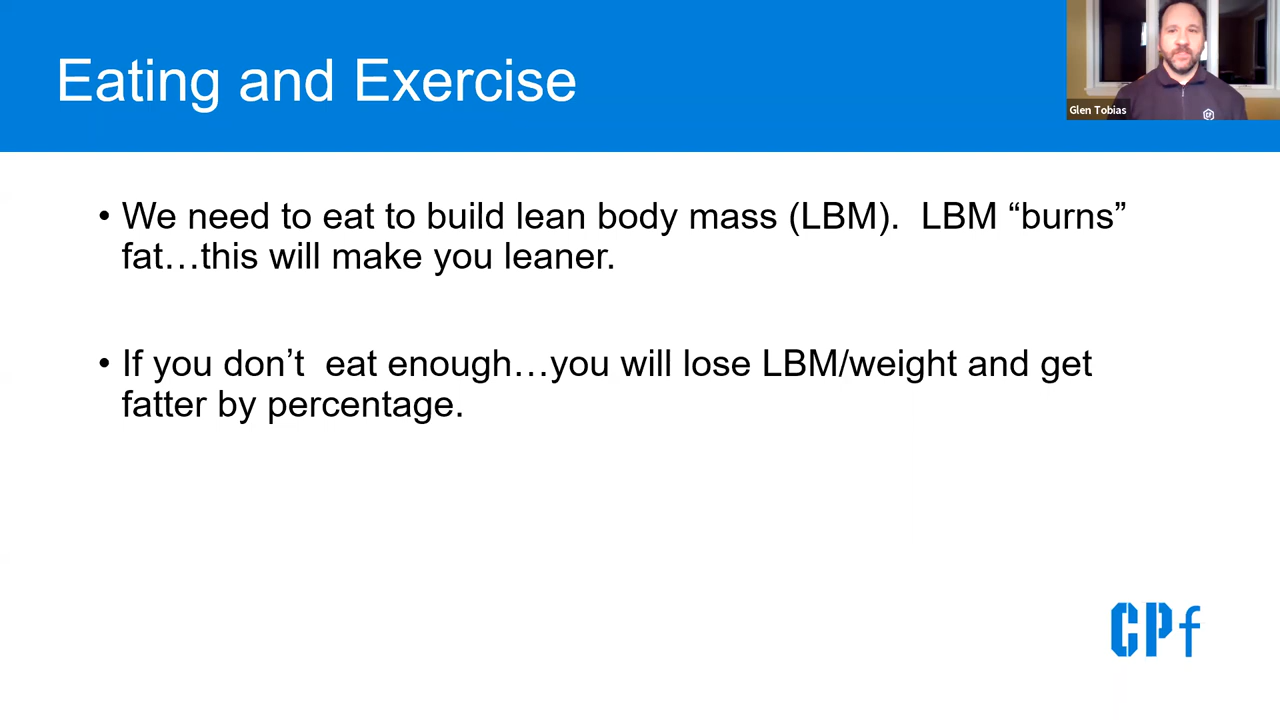 Eating and Exercise
Glen Tobias
• We need to eat to build lean body mass (LBM).  LBM “burns”
fat…this will make you leaner.
• If you don’t  eat enough…you will lose LBM/weight and get
fatter by percentage.
CPf